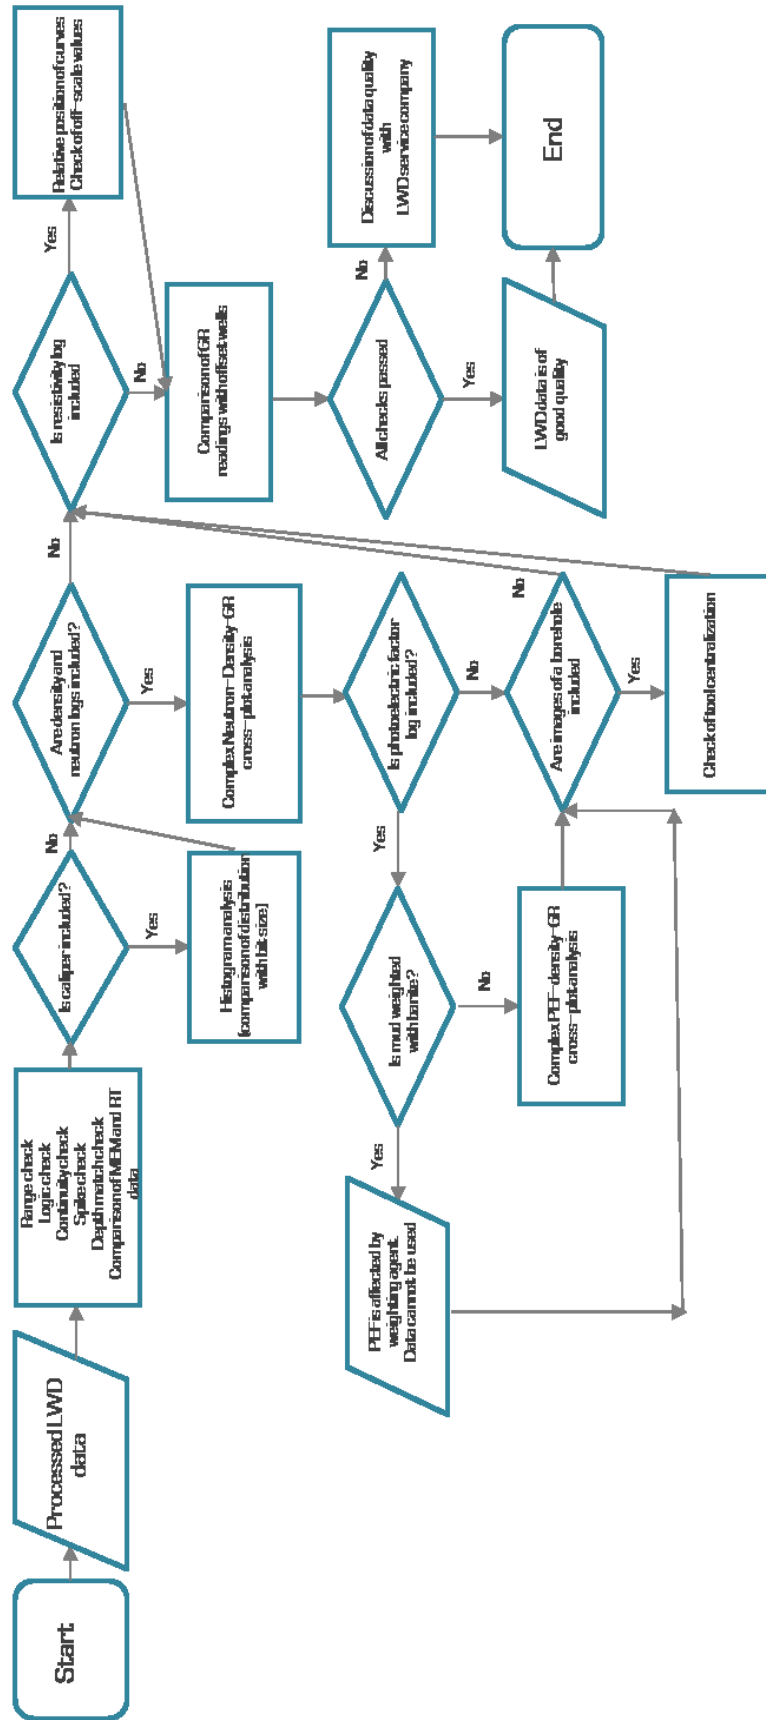 Start
Processed LWD
data
Range check
Logic check
Continuity check
Spike check
Depth match check
Comparison of MEM and RT
data
Is caliper included?
No
Yes
Histogram analysis
(comparison of distribution
with bit size)
Are density and
neutron logs included?
No
Yes
Complex Neutron-Density-GR
cross-plot analysis
Is resistivity log
included
Yes
No
Relative position of curves
Check of off-scale values
Comparison of GR
readings with offset wells
All checks passed
No
Yes
Discussion of data quality
with
LWD service company
LWD data is of
good quality
End
Is photoelectric factor
log included?
Yes
No
Is mud weighted
with barite?
Yes
No
PEF is affected by
weighting agent.
Data cannot be used
Complex PEF-density-GR
cross-plot analysis
Are images of a borehole
included
No
Yes
Check of tool centralization